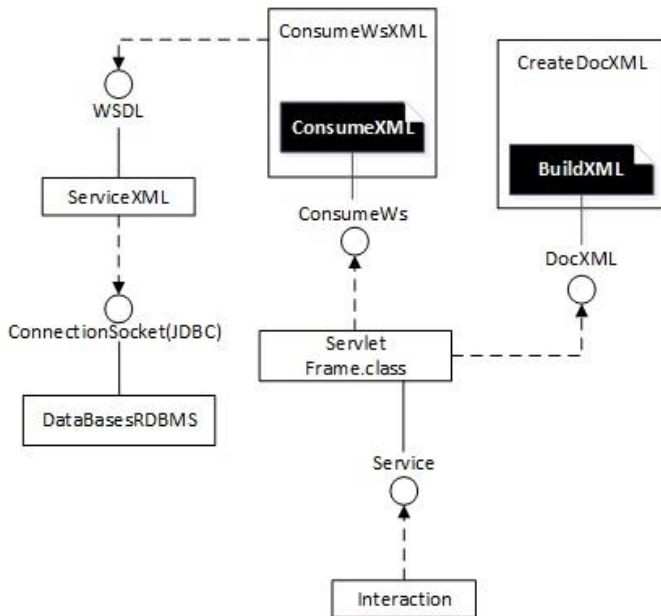 ConsumeWsXML
CreateDocXML
WSDL
ConsumeXML
BuildXML
ServiceXML
ConsumeWs
DocXML
ConnectionSocket(JDBC)
Servlet
Frame.class
DataBasesRDBMS
Service
Interaction